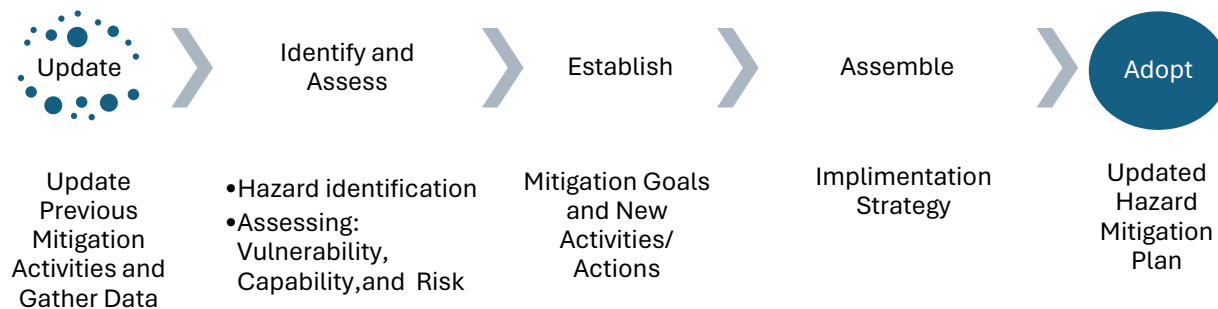 Update
Identify and
Assess
Establish
Assemble
Adopt
Update
Previous
Mitigation
Activities and
Gather Data
•Hazard identification
•Assessing:
Vulnerability,
Capability,and Risk
Mitigation Goals
and New
Activities/
Actions
Implimentation
Strategy
Updated
Hazard
Mitigation
Plan